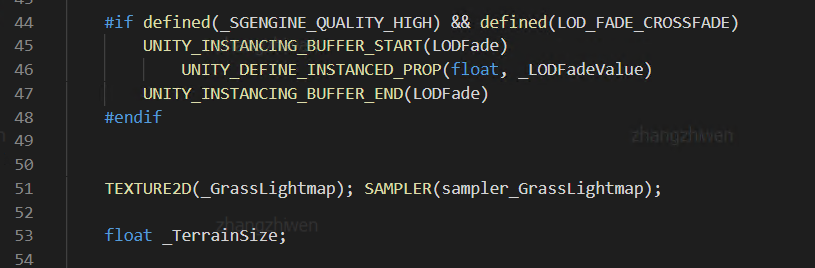 44 #if defined(_SGENGINE_QUALITY_HIGH) && defined(LOD_FADE_CROSSFADE)
45 UNITY_INSTANCING_BUFFER_START(LODFade)
46 UNITY_DEFINE_INSTANCED_PROP(float, _LODFadeValue)
47 UNITY_INSTANCING_BUFFER_END(LODFade)
48 #endif
49
50
51 TEXTURE2D(_GrassLightmap); SAMPLER(sampler_GrassLightmap);
52
53 float _TerrainSize;
54
zhangzhiwen
zhangzhiwen